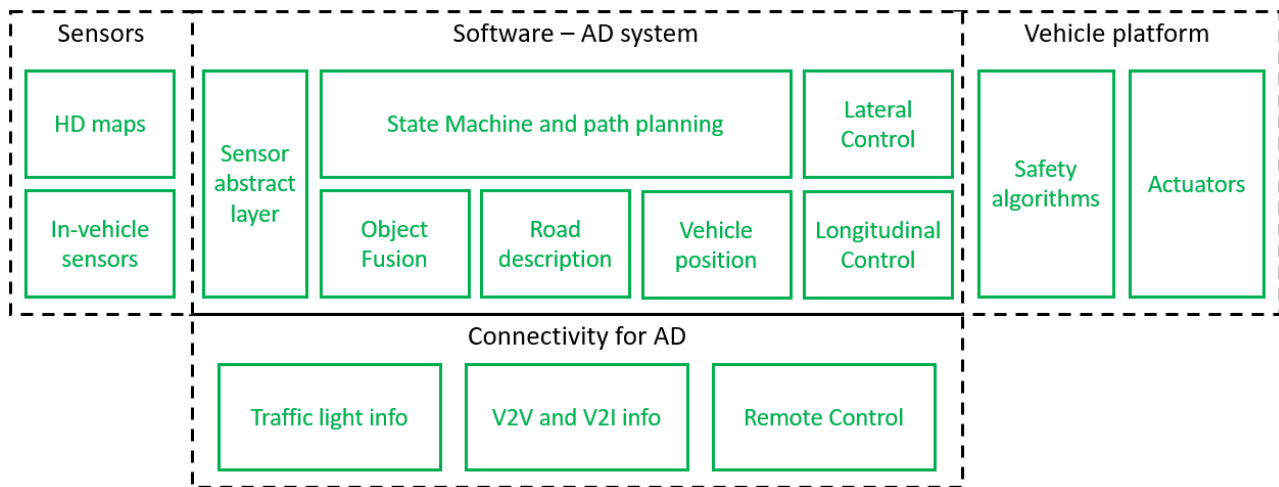 Sensors
HD maps
In-vehicle
sensors
Software – AD system
Sensor
abstract
layer
State Machine and path planning
Lateral
Control
Object
Fusion
Road
description
Vehicle
position
Longitudinal
Control
Vehicle platform
Safety
algorithms
Actuators
Connectivity for AD
Traffic light info
V2V and V2I info
Remote Control